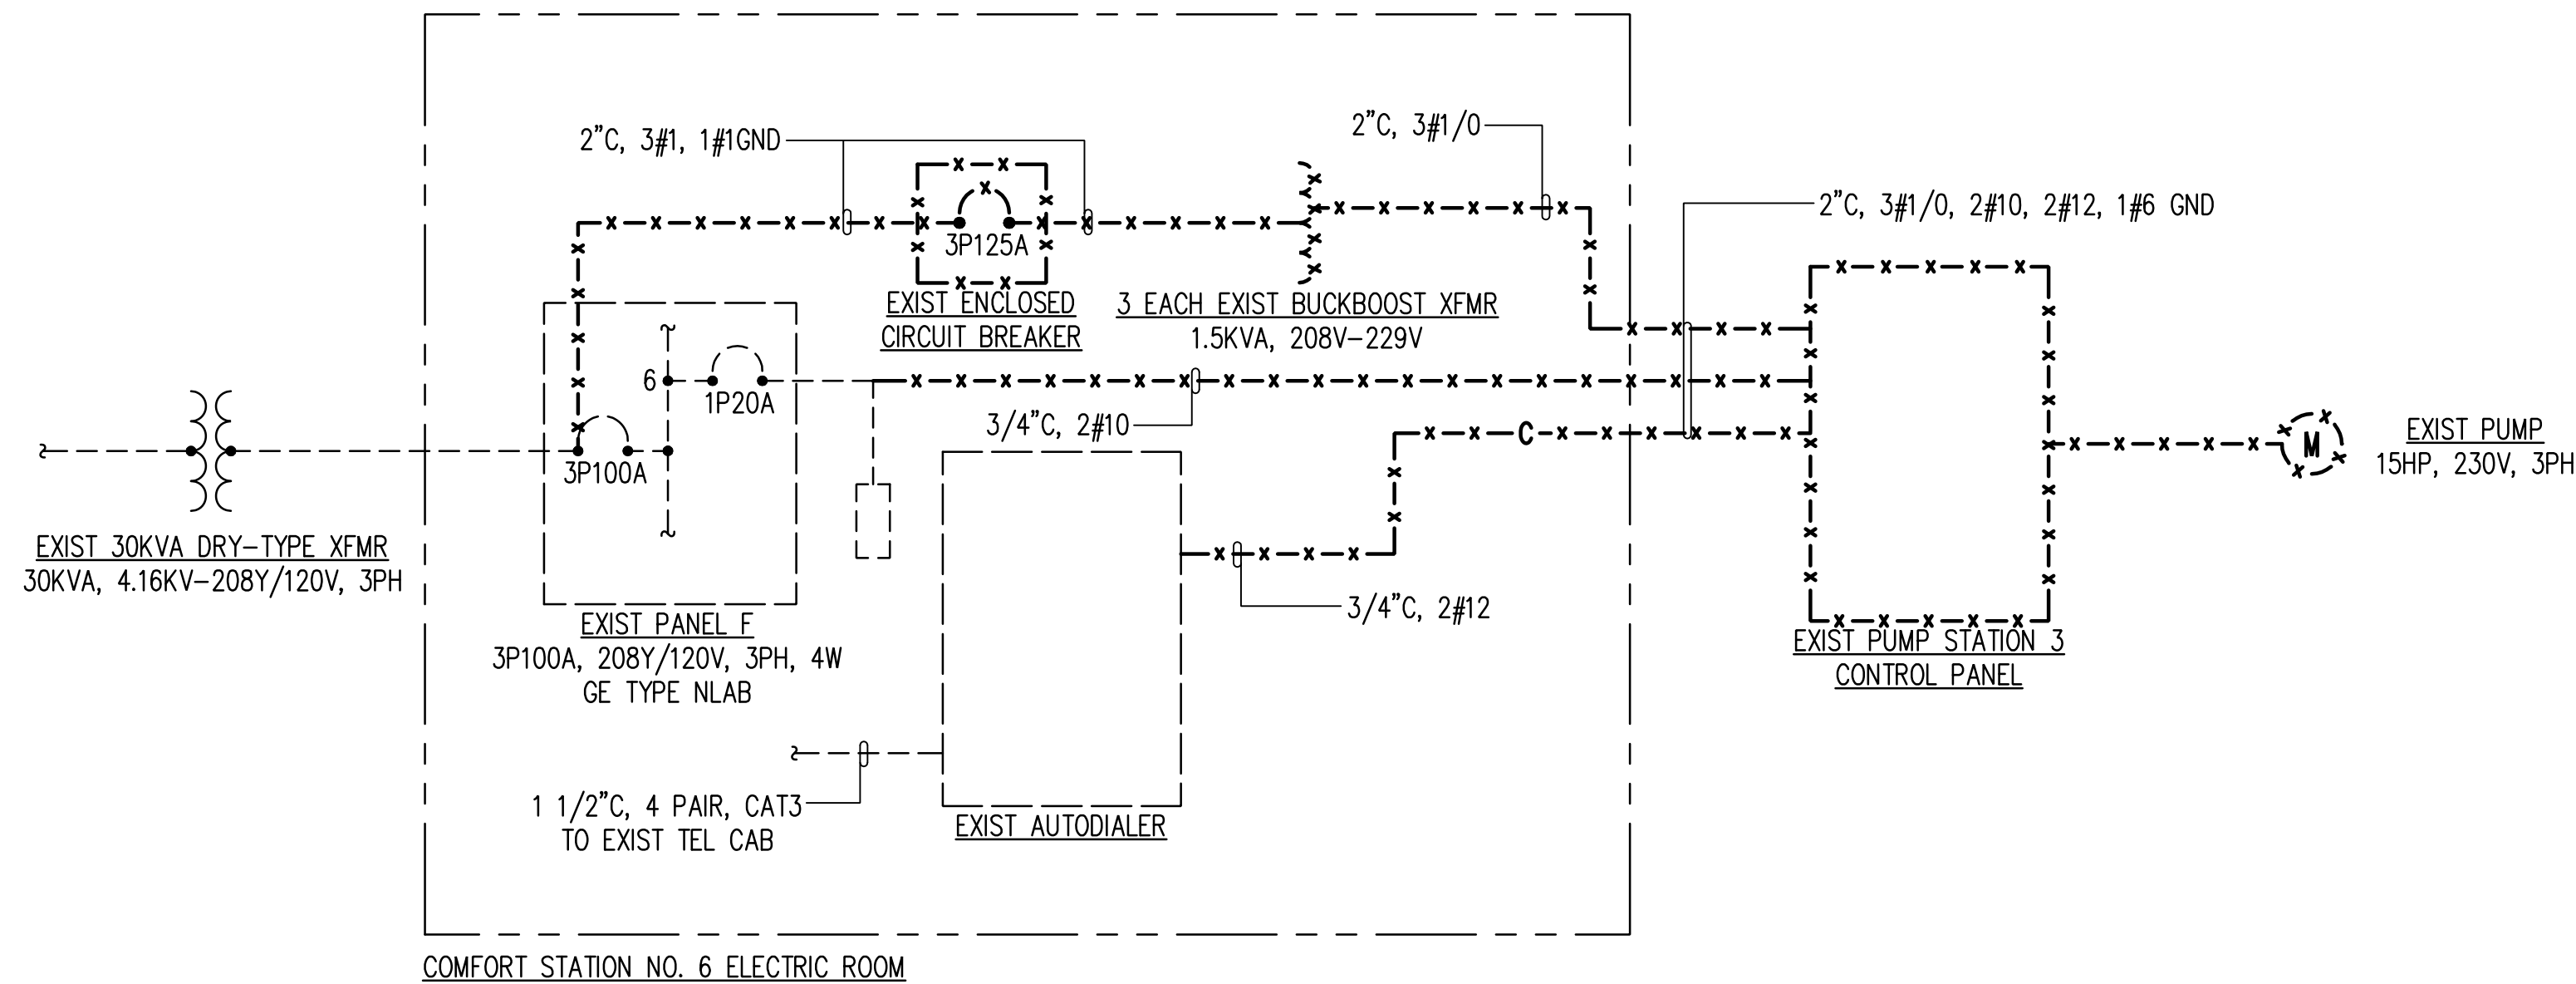 2"C, 3#1, 1#1GND
2"C, 3#1/0
2"C, 3#1/0, 2#10, 2#12, 1#6 GND
3P125A
EXIST ENCLOSED
CIRCUIT BREAKER
3 EACH EXIST BUCKBOOST XFMR
1.5KVA, 208V-229V
6
1P20A
3/4"C, 2#10
3P100A
C
M
EXIST PUMP
15HP, 230V, 3PH
EXIST 30KVA DRY-TYPE XFMR
30KVA, 4.16KV-208Y/120V, 3PH
EXIST PANEL F
3P100A, 208Y/120V, 3PH, 4W
GE TYPE NLAB
3/4"C, 2#12
EXIST PUMP STATION 3
CONTROL PANEL
1 1/2"C, 4 PAIR, CAT3
TO EXIST TEL CAB
EXIST AUTODIALER
COMFORT STATION NO. 6 ELECTRIC ROOM